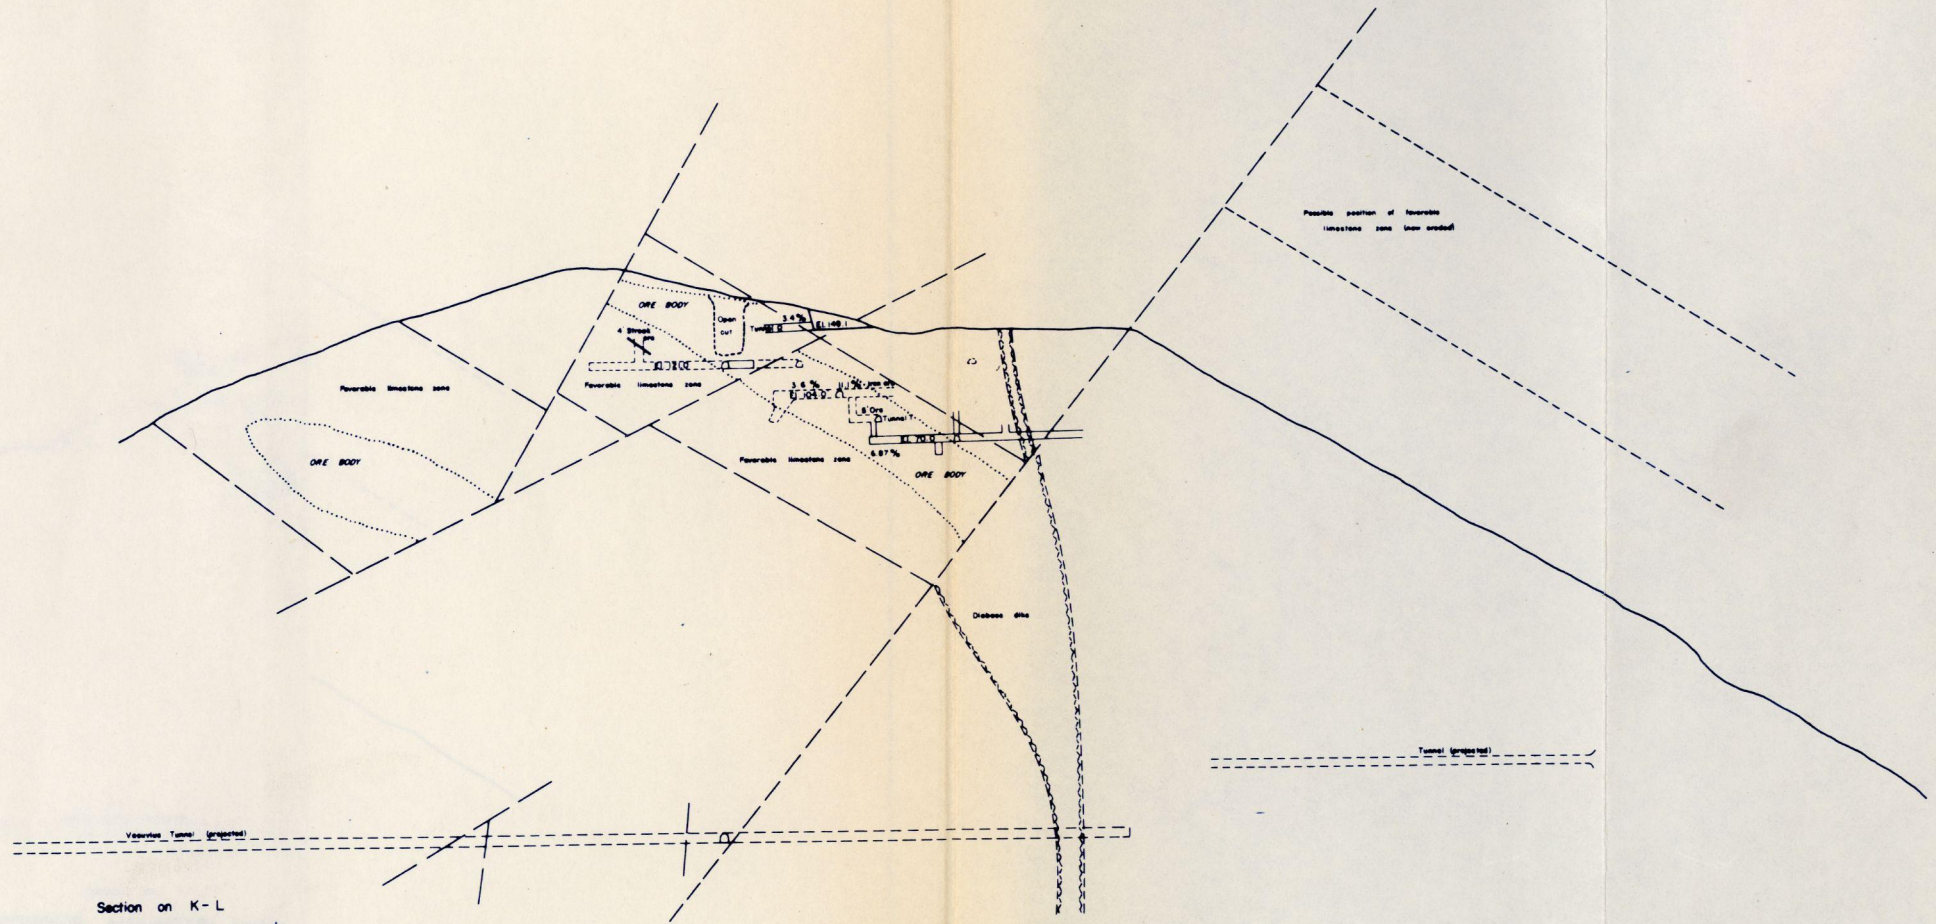 Possible position of favorable
limestone zone (now eroded)
ORE BODY
Open
cut
3.4%
El. 149.1
4' Streak
ore
Favorable limestone zone
Favorable limestone zone
3.6%
6' Ore
Tunnel
El. 70.0
6.87%
Favorable limestone zone
ORE BODY
ORE BODY
Diabase dike
Tunnel (projected)
Vesuvius Tunnel (projected)
Section on K-L